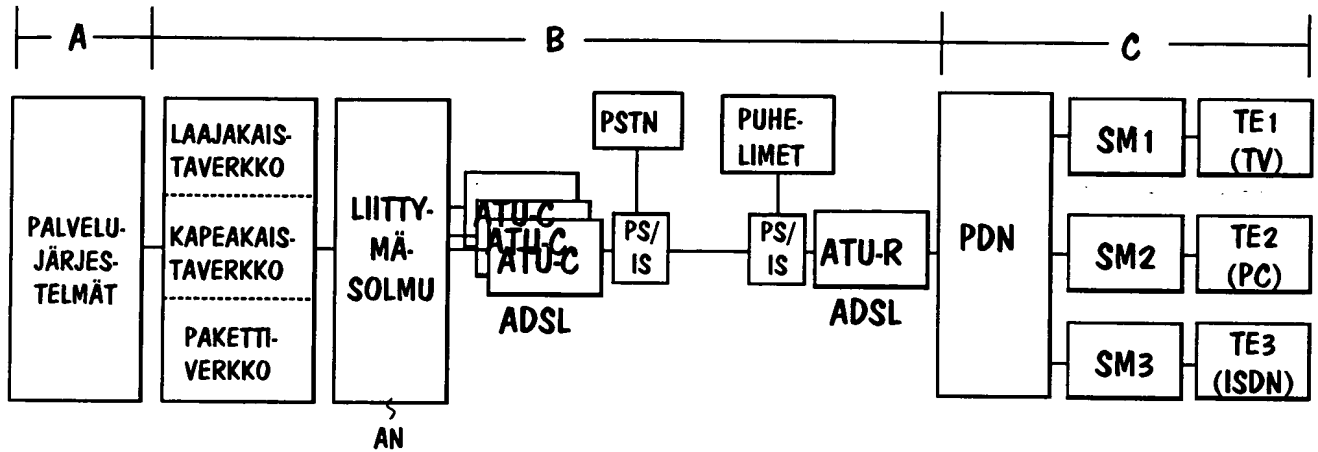 A
B
C
PALVELU-
JÄRJES-
TELMÄT
LAAJAKAIS-
TAVERKKO
KAPEAKAIS-
TAVERKKO
PAKETTI-
VERKKO
LIITTY-
MÄ-
SOLMU
AN
ATU-C
ATU-C
ATU-C
ADSL
PSTN
PS/
IS
PUHE-
LIMET
PS/
IS
ATU-R
ADSL
PDN
SM1
TE1
(TV)
SM2
TE2
(PC)
SM3
TE3
(ISDN)